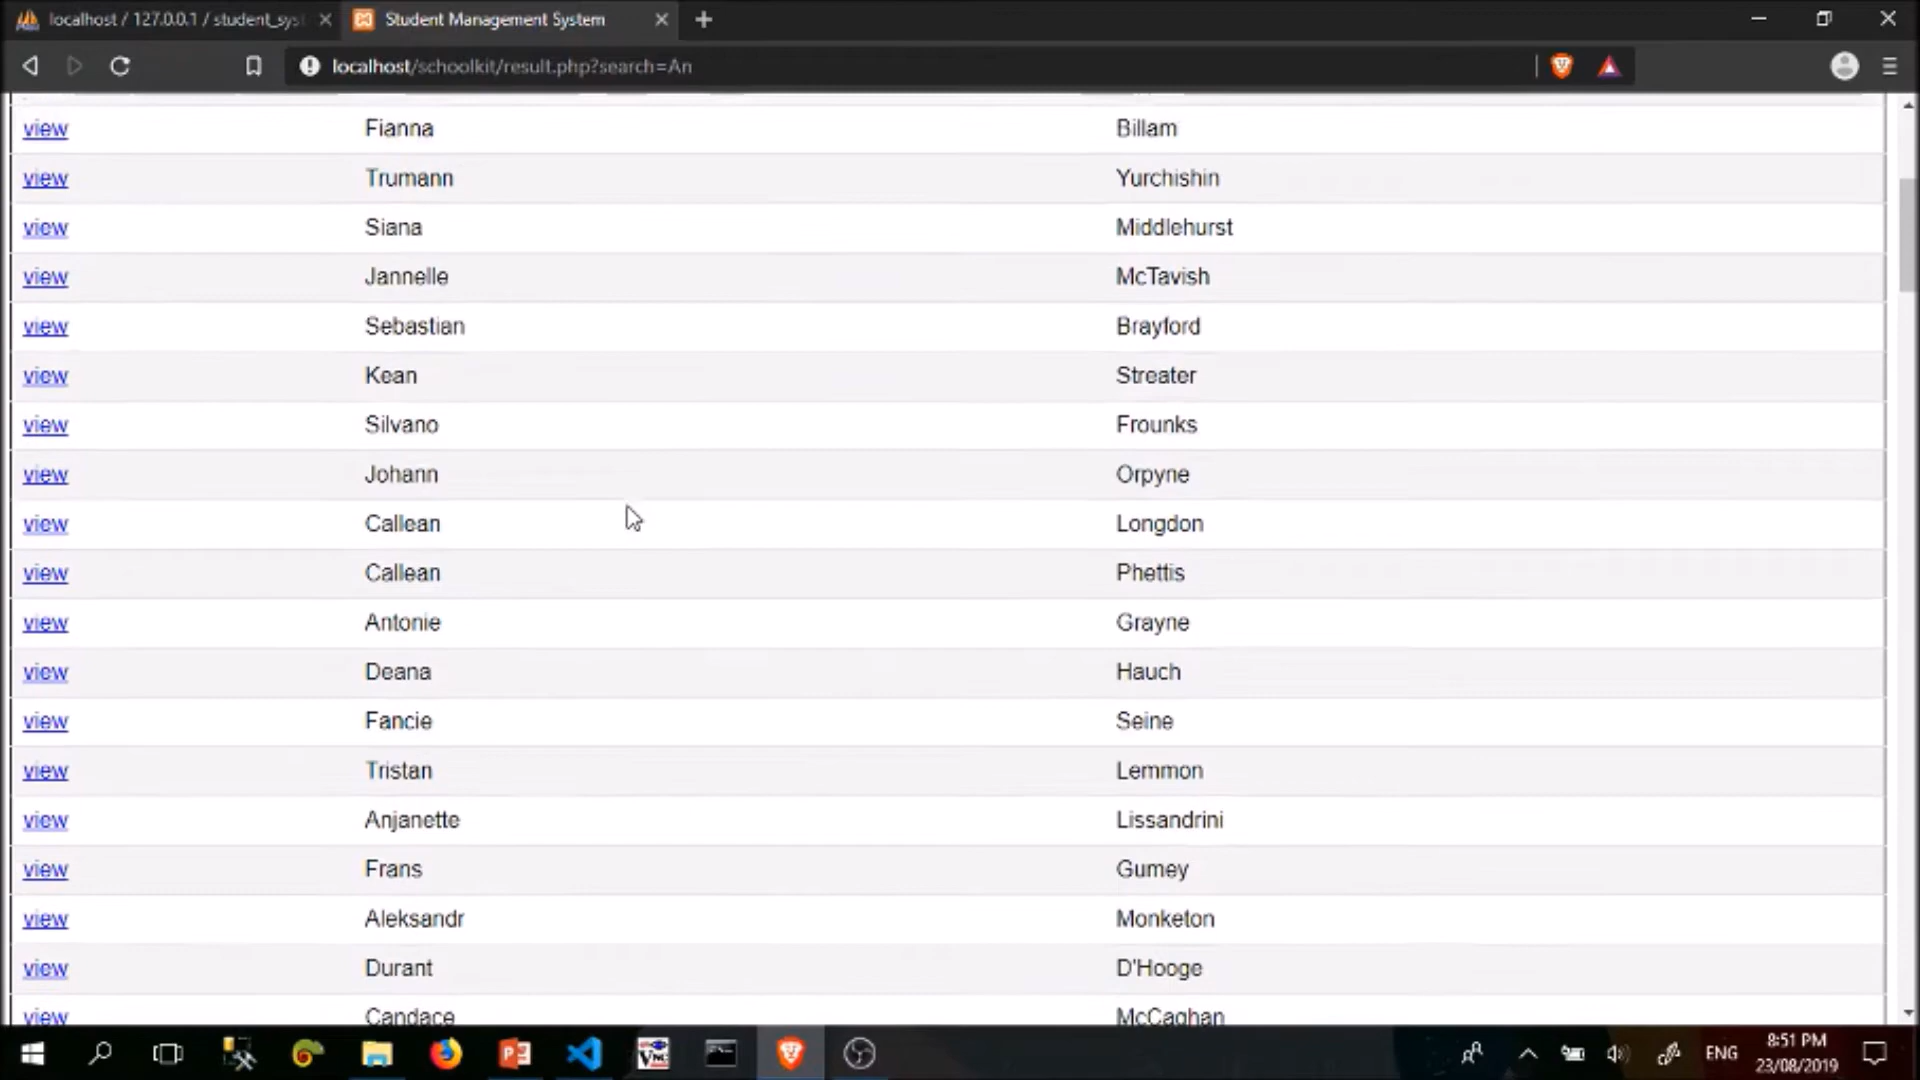 localhost / 127.0.0.1 / student_syst
Student Management System
localhost/schoolkit/result.php?search=An
view Fianna Billam
view Trumann Yurchishin
view Siana Middlehurst
view Jannelle McTavish
view Sebastian Brayford
view Kean Streater
view Silvano Frounks
view Johann Orpyne
view Callean Longdon
view Callean Phettis
view Antonie Grayne
view Deana Hauch
view Fancie Seine
view Tristan Lemmon
view Anjanette Lissandrini
view Frans Gumey
view Aleksandr Monketon
view Durant D'Hooge
view Candace McCaghan
ENG
8:51 PM
23/08/2019